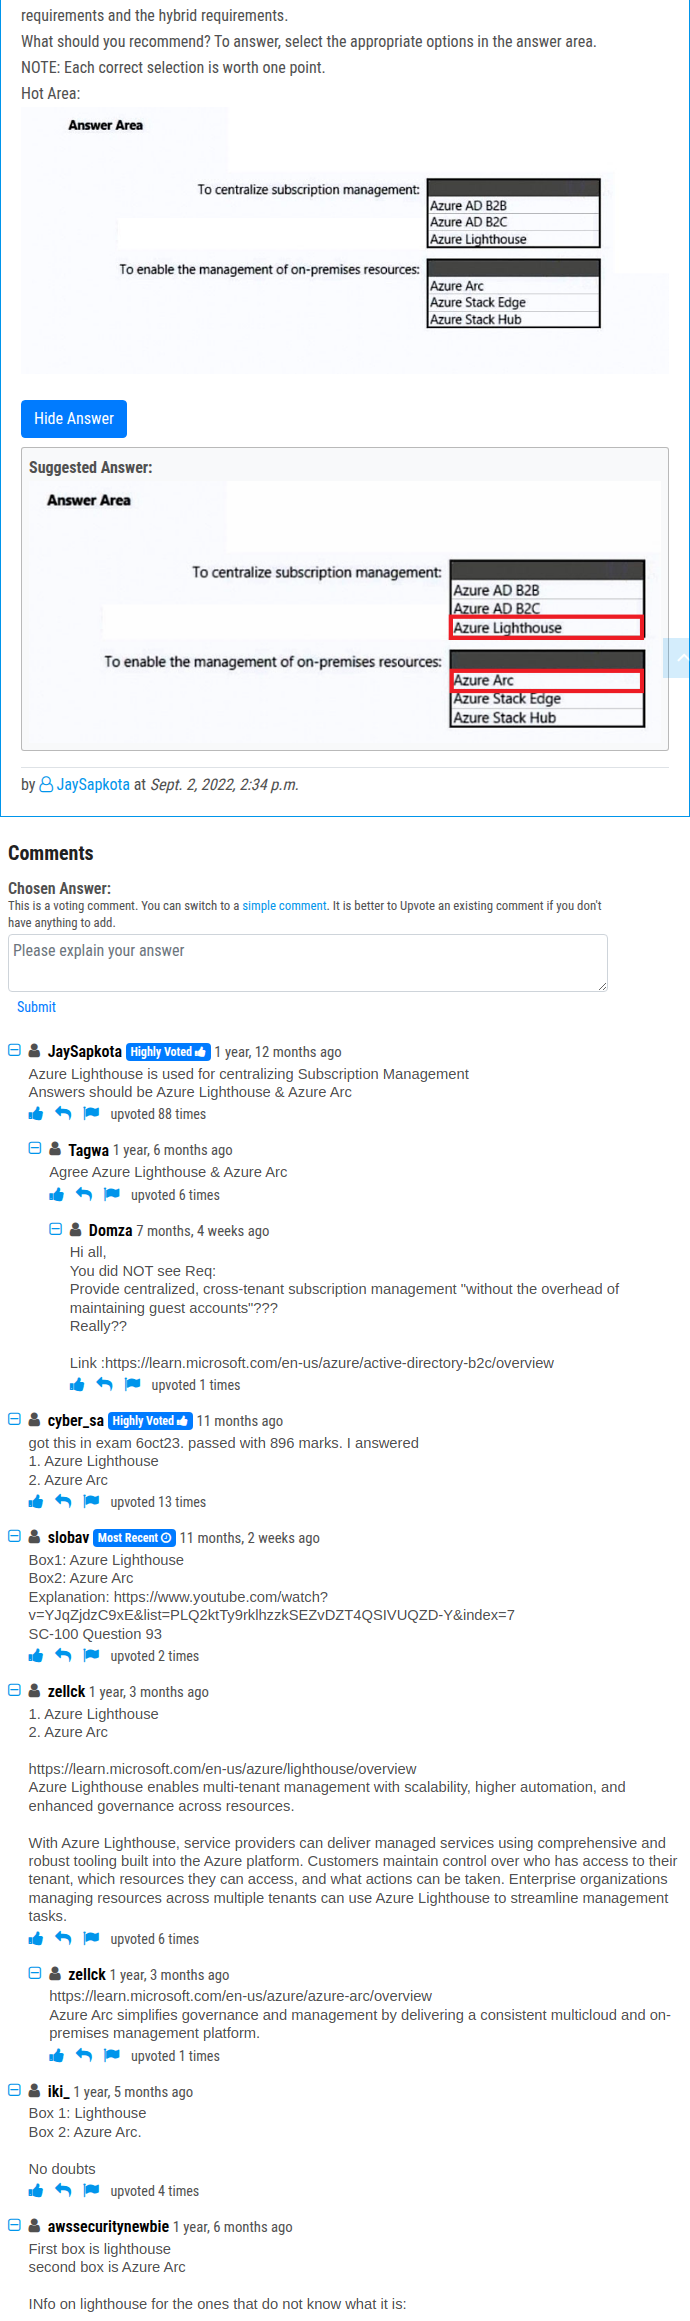 requirements and the hybrid requirements.
What should you recommend? To answer, select the appropriate options in the answer area.
NOTE: Each correct selection is worth one point.
Hot Area:
Answer Area
To centralize subscription management:
Azure AD B2B
Azure AD B2C
Azure Lighthouse
To enable the management of on-premises resources:
Azure Arc
Azure Stack Edge
Azure Stack Hub
Hide Answer
Suggested Answer:
Answer Area
To centralize subscription management:
Azure AD B2B
Azure AD B2C
Azure Lighthouse
To enable the management of on-premises resources:
Azure Arc
Azure Stack Edge
Azure Stack Hub
by JaySapkota at Sept. 2, 2022, 2:34 p.m.
Comments
Chosen Answer:
This is a voting comment. You can switch to a simple comment. It is better to Upvote an existing comment if you don't
have anything to add.
Please explain your answer
Submit
JaySapkota Highly Voted 1 year, 12 months ago
Azure Lighthouse is used for centralizing Subscription Management
Answers should be Azure Lighthouse & Azure Arc
upvoted 88 times
Tagwa 1 year, 6 months ago
Agree Azure Lighthouse & Azure Arc
upvoted 6 times
Domza 7 months, 4 weeks ago
Hi all,
You did NOT see Req:
Provide centralized, cross-tenant subscription management "without the overhead of
maintaining guest accounts"???
Really??
Link :https://learn.microsoft.com/en-us/azure/active-directory-b2c/overview
upvoted 1 times
cyber_sa Highly Voted 11 months ago
got this in exam 6oct23. passed with 896 marks. I answered
1. Azure Lighthouse
2. Azure Arc
upvoted 13 times
slobav Most Recent 11 months, 2 weeks ago
Box1: Azure Lighthouse
Box2: Azure Arc
Explanation: https://www.youtube.com/watch?
v=YJqZjdzC9xE&list=PLQ2ktTy9rklhzzkSEZvDZT4QSIVUQZD-Y&index=7
SC-100 Question 93
upvoted 2 times
zellck 1 year, 3 months ago
1. Azure Lighthouse
2. Azure Arc
https://learn.microsoft.com/en-us/azure/lighthouse/overview
Azure Lighthouse enables multi-tenant management with scalability, higher automation, and
enhanced governance across resources.
With Azure Lighthouse, service providers can deliver managed services using comprehensive and
robust tooling built into the Azure platform. Customers maintain control over who has access to their
tenant, which resources they can access, and what actions can be taken. Enterprise organizations
managing resources across multiple tenants can use Azure Lighthouse to streamline management
tasks.
upvoted 6 times
zellck 1 year, 3 months ago
https://learn.microsoft.com/en-us/azure/azure-arc/overview
Azure Arc simplifies governance and management by delivering a consistent multicloud and on-
premises management platform.
upvoted 1 times
iki_ 1 year, 5 months ago
Box 1: Lighthouse
Box 2: Azure Arc.
No doubts
upvoted 4 times
awssecuritynewbie 1 year, 6 months ago
First box is lighthouse
second box is Azure Arc
INfo on lighthouse for the ones that do not know what it is: